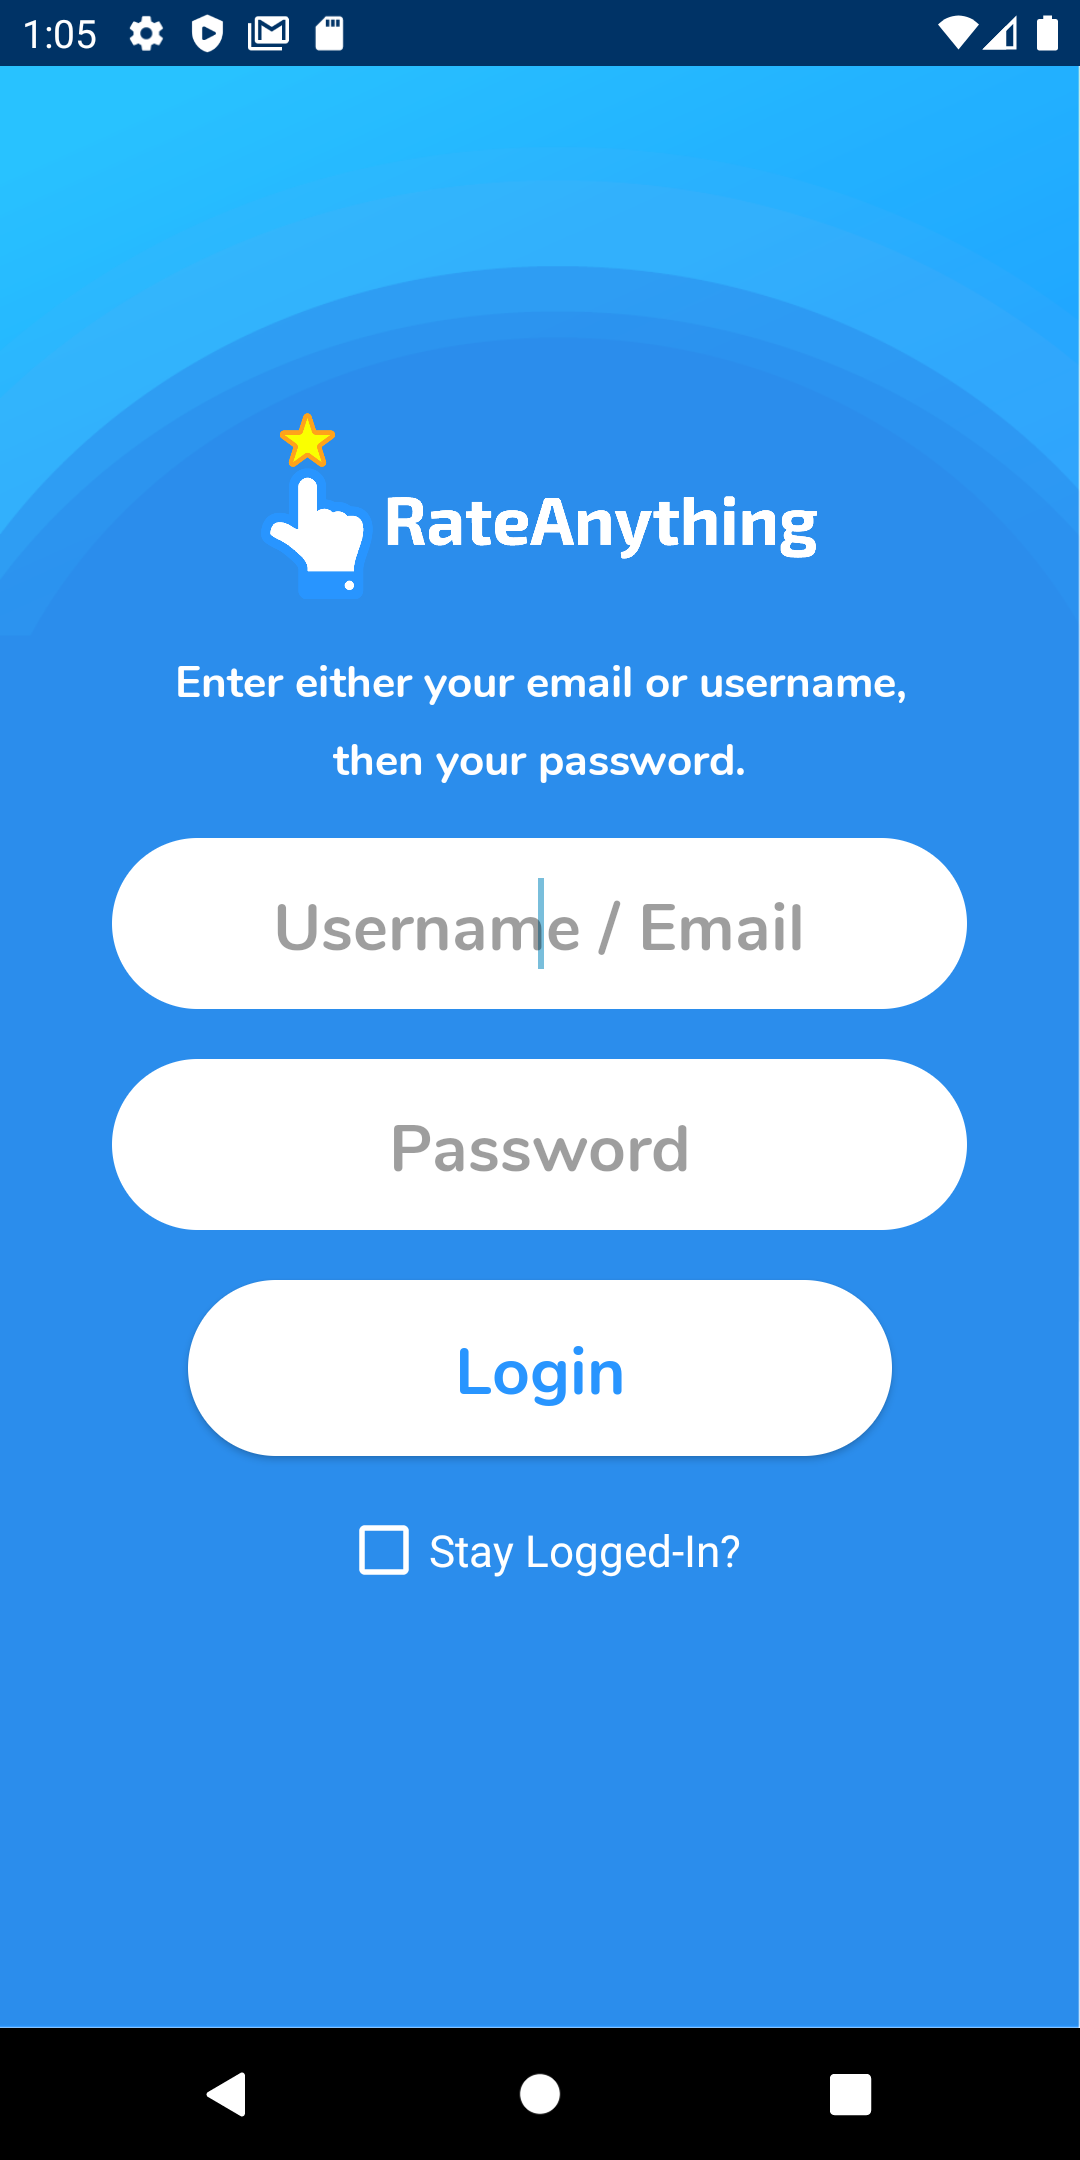 1:05
RateAnything
Enter either your email or username,
then your password.
Username / Email
Password
Login
Stay Logged-In?